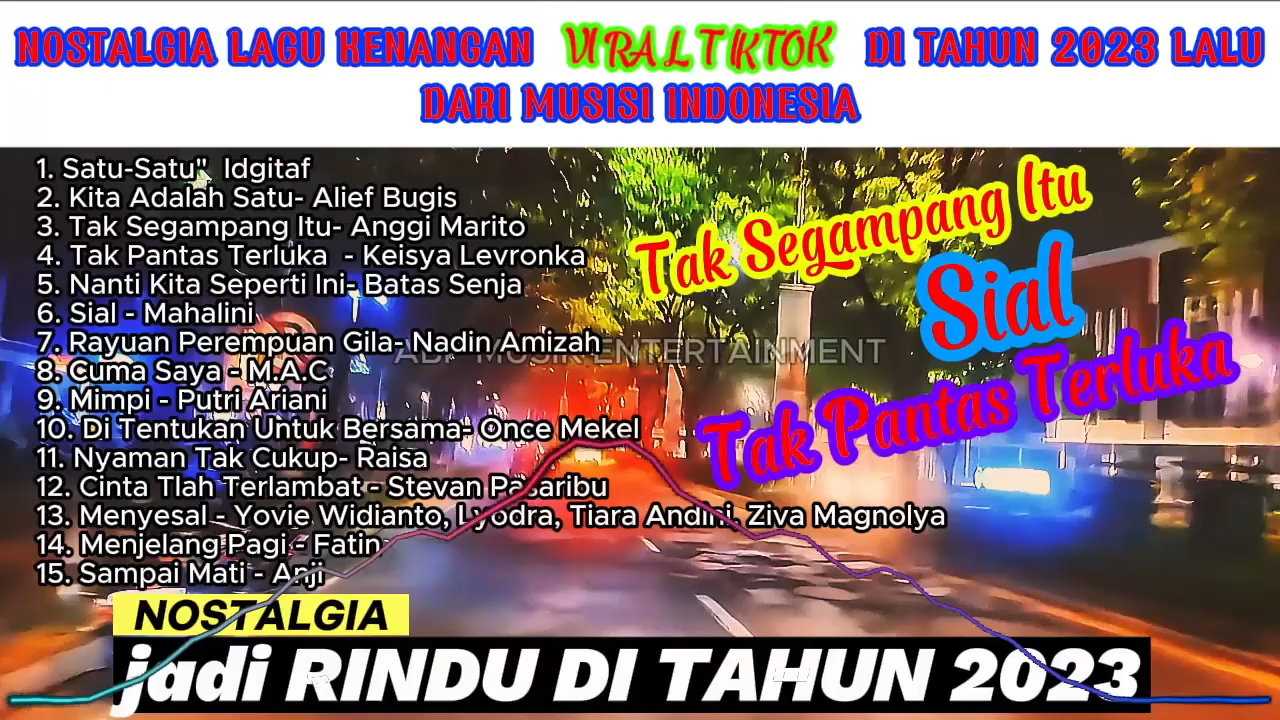 NOSTALGIA LAGU KENANGAN VIRAL TIKTOK DI TAHUN 2023 LALU
DARI MUSISI INDONESIA
1. Satu-Satu" Idgitaf
2. Kita Adalah Satu- Alief Bugis
3. Tak Segampang Itu- Anggi Marito
4. Tak Pantas Terluka - Keisya Levronka
5. Nanti Kita Seperti Ini- Batas Senja
6. Sial - Mahalini
7. Rayuan Perempuan Gila- Nadin Amizah
8. Cuma Saya - M.A.C
9. Mimpi - Putri Ariani
10. Di Tentukan Untuk Bersama- Once Mekel
11. Nyaman Tak Cukup- Raisa
12. Cinta Tlah Terlambat - Stevan Pasaribu
13. Menyesal - Yovie Widianto, Lyodra, Tiara Andini, Ziva Magnolya
14. Menjelang Pagi - Fatin
15. Sampai Mati - Anji
Tak Segampang Itu
Sial
Tak Pantas Terluka
MUSIK ENTERTAINMENT
NOSTALGIA
jadi RINDU DI TAHUN 2023